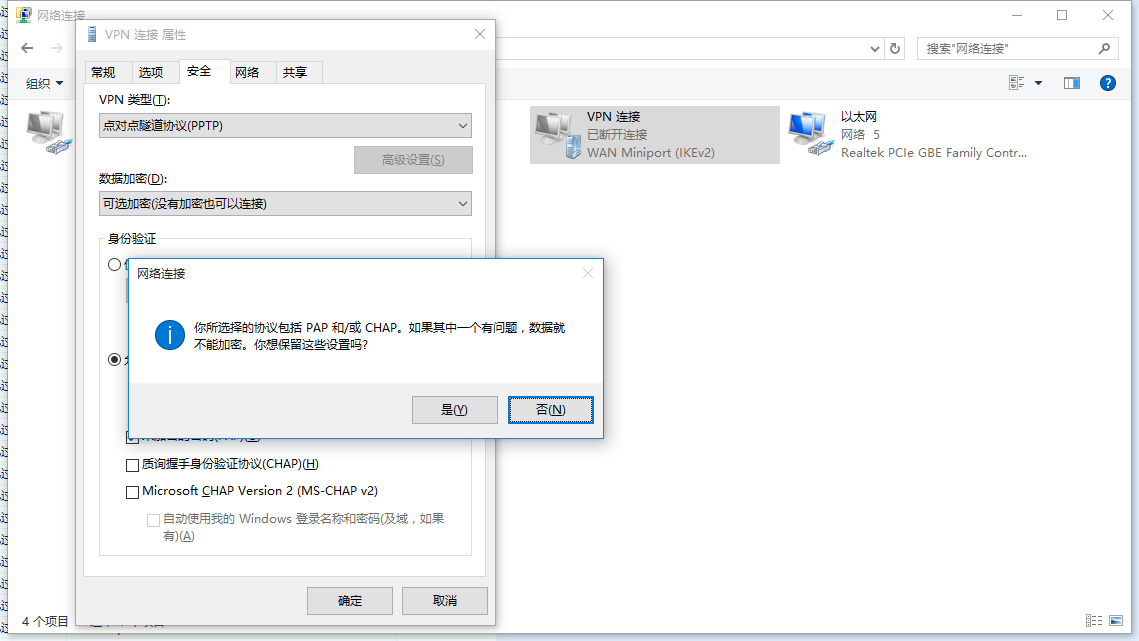 网络连接
VPN 连接 属性
搜索"网络连接"
组织
常规
选项
安全
网络
共享
VPN 类型(T):
点对点隧道协议(PPTP)
高级设置(S)
数据加密(D):
可选加密(没有加密也可以连接)
身份验证
VPN 连接
已断开连接
WAN Miniport (IKEv2)
以太网
网络 5
Realtek PCIe GBE Family Contr...
网络连接
你所选择的协议包括 PAP 和/或 CHAP。如果其中一个有问题，数据就
不能加密。你想保留这些设置吗?
是(Y)
否(N)
质询握手身份验证协议(CHAP)(H)
Microsoft CHAP Version 2 (MS-CHAP v2)
自动使用我的 Windows 登录名称和密码(及域，如果
有)(A)
确定
取消
4 个项目